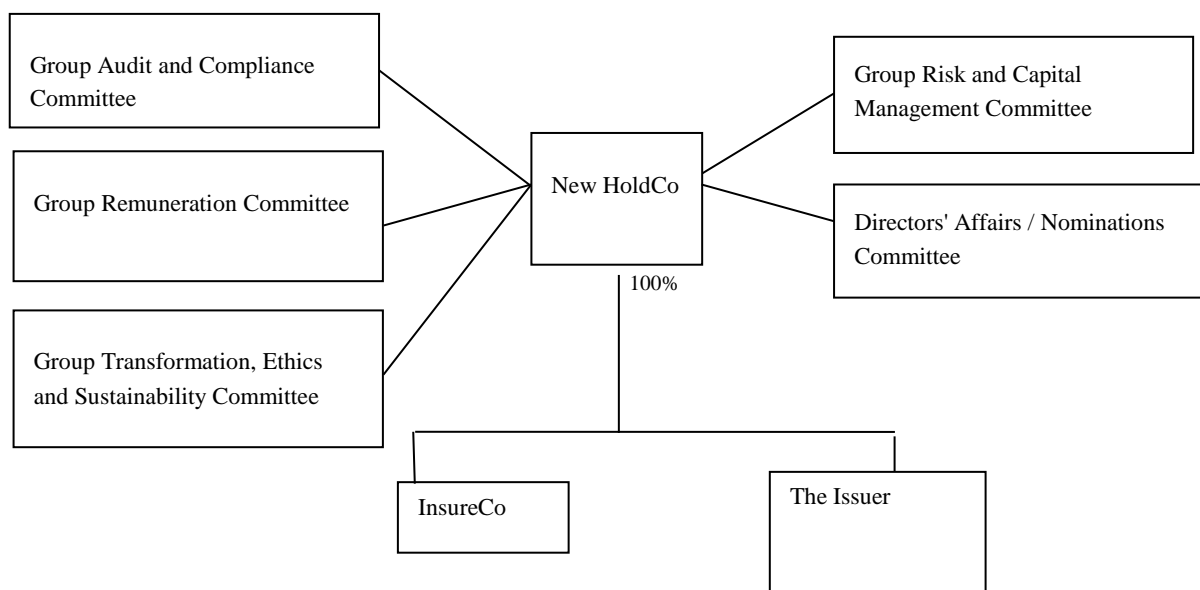 Group Audit and Compliance
Committee
Group Remuneration Committee
Group Transformation, Ethics
and Sustainability Committee
New HoldCo
100%
Group Risk and Capital
Management Committee
Directors' Affairs / Nominations
Committee
InsureCo
The Issuer